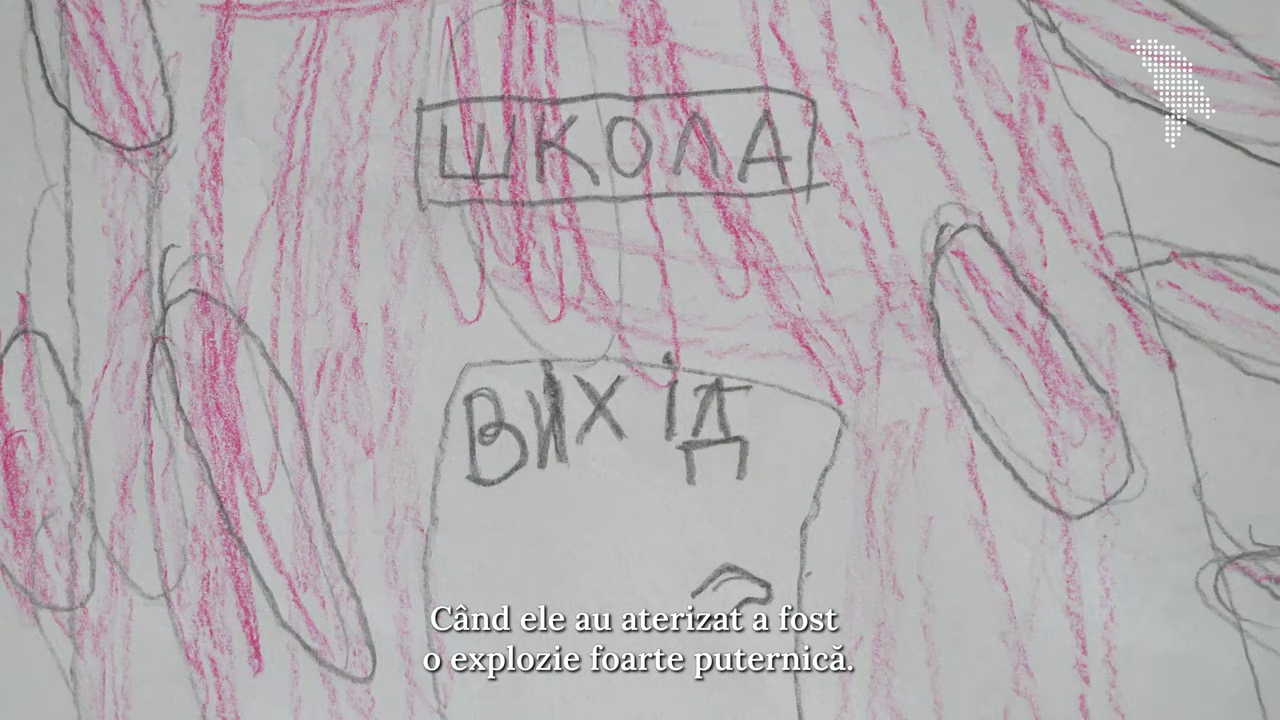 ШКОЛА
ВИХІД
Când ele au aterizat a fost
o explozie foarte puternică.